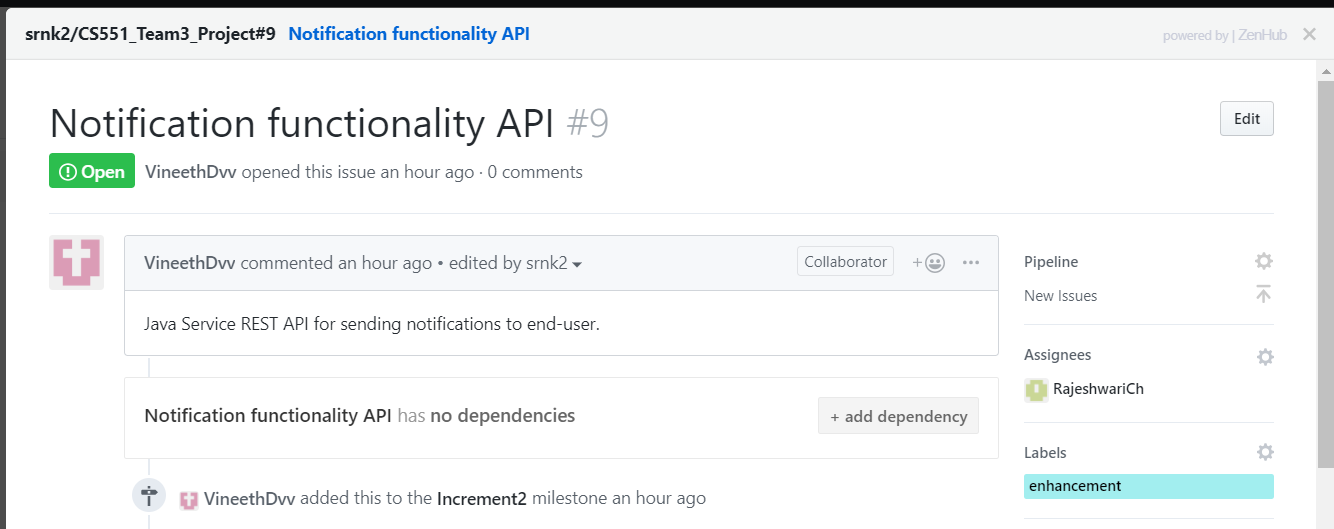 srnk2/CS551_Team3_Project#9 Notification functionality API powered by | ZenHub
Notification functionality API #9
Edit
Open VineethDvv opened this issue an hour ago · 0 comments
VineethDvv commented an hour ago • edited by srnk2
Collaborator
Java Service REST API for sending notifications to end-user.
Notification functionality API has no dependencies
+ add dependency
VineethDvv added this to the Increment2 milestone an hour ago
Pipeline
New Issues
Assignees
RajeshwariCh
Labels
enhancement